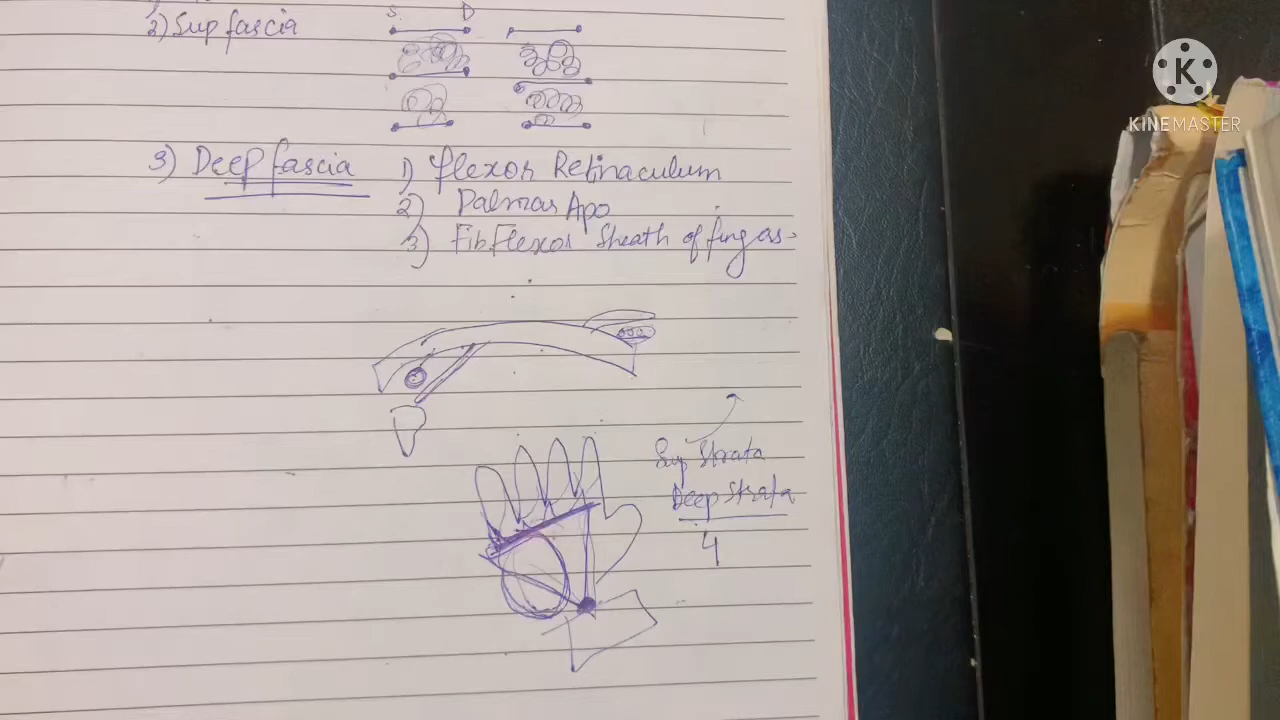 2) Sup fascia
S. D
3) Deep fascia 1) Flexor Retinaculum
2) Palmar Apo
3) Fib Flexor Sheath of fingers.
Sup Strata
Deep Strata
4
K
KINEMASTER